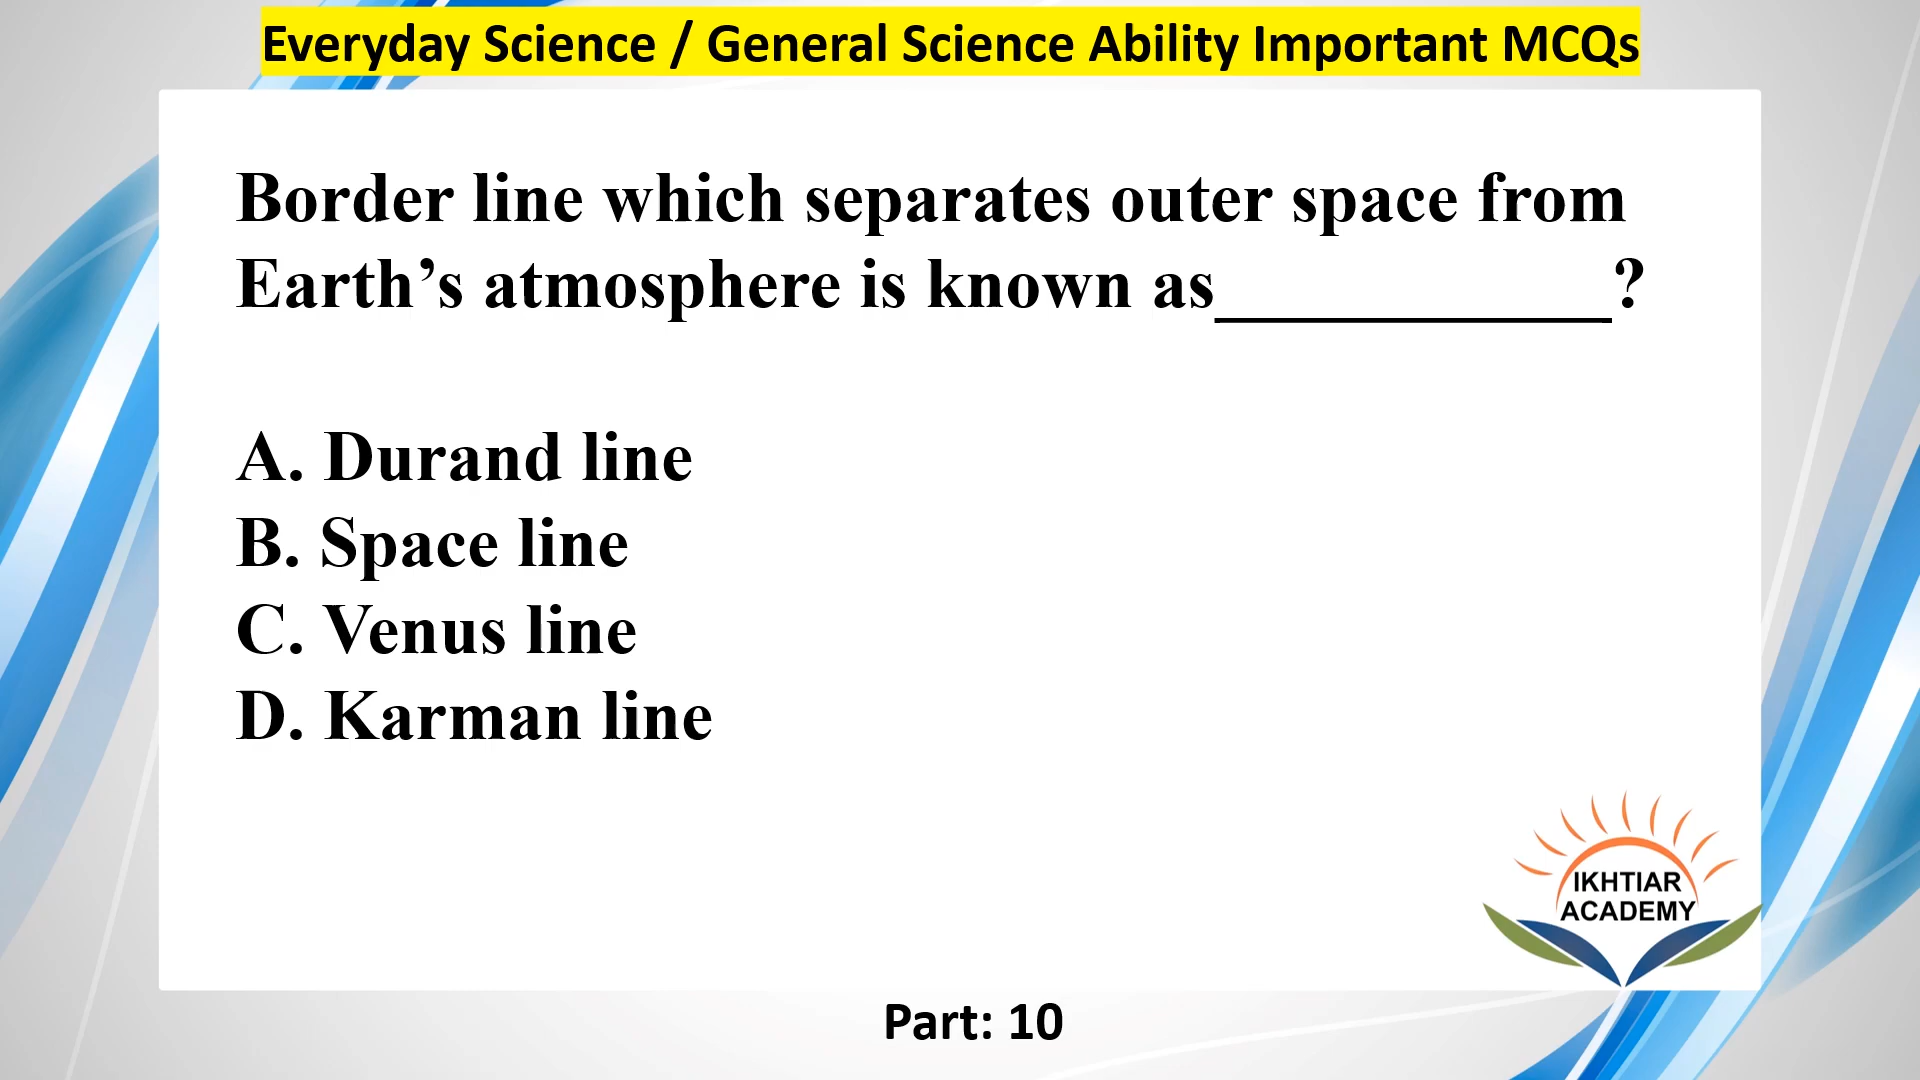 Everyday Science / General Science Ability Important MCQs
Border line which separates outer space from
Earth’s atmosphere is known as____________?
A. Durand line
B. Space line
C. Venus line
D. Karman line
IKHTIAR
ACADEMY
Part: 10